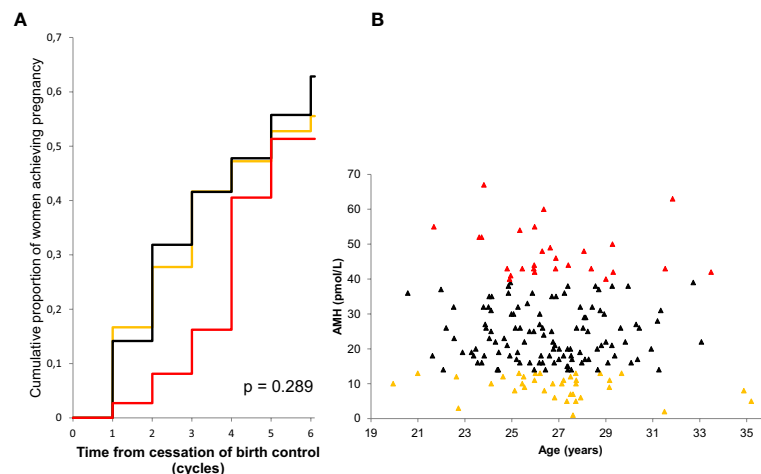 A
Cumulative proportion of women achieving pregnancy
0,7
0,6
0,5
0,4
0,3
0,2
0,1
0
0 1 2 3 4 5 6
p = 0.289
Time from cessation of birth control
(cycles)
B
AMH (pmol/L)
70
60
50
40
30
20
10
0
19 21 23 25 27 29 31 33 35
Age (years)